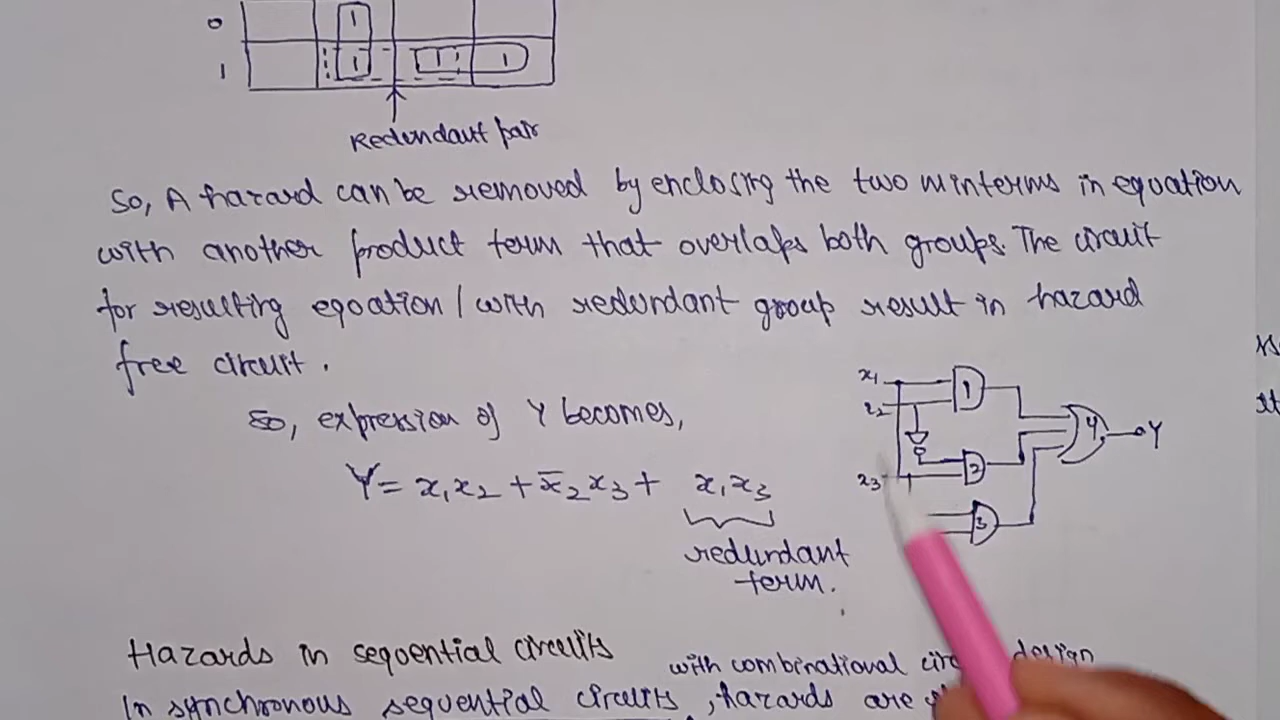 0 1
1 1 1 1
Redundant pair
So, A hazard can be removed by enclosing the two minterms in equation
with another product term that overlaps both groups. The circuit
for resulting eqoation / with redundant group result in hazard
free circuit.
So, expression of Y becomes,
Y = x₁x₂ + x̅₂x₃ + x₁x₃
redundant
term.
x₁ 1
x₂
4 Y
x₃ 2
3
Hazards in sequential circuits
with combinational design
In synchronous sequential circuits, hazards are